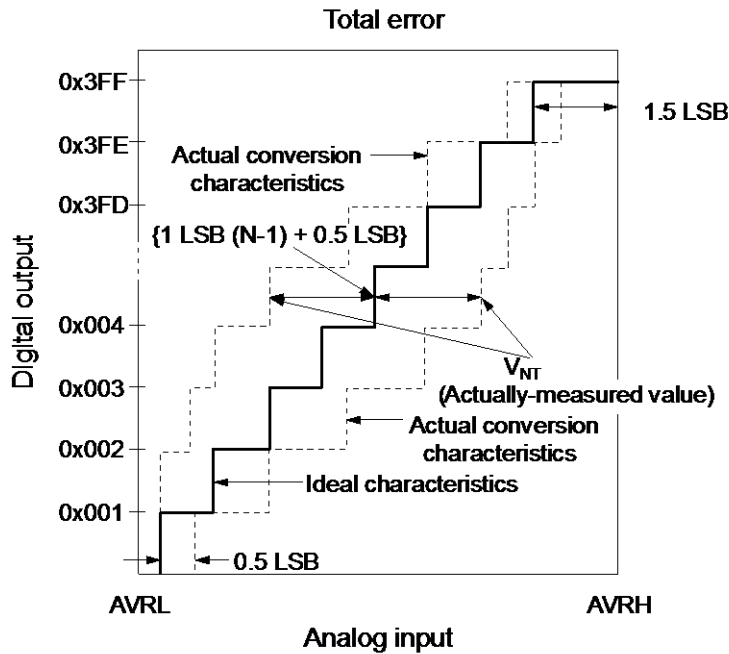 Total error
0x3FF
1.5 LSB
0x3FE
Actual conversion
characteristics
0x3FD
{1 LSB (N-1) + 0.5 LSB}
Digital output
0x004
VNT
(Actually-measured value)
0x003
Actual conversion
characteristics
0x002
Ideal characteristics
0x001
0.5 LSB
AVRL
AVRH
Analog input